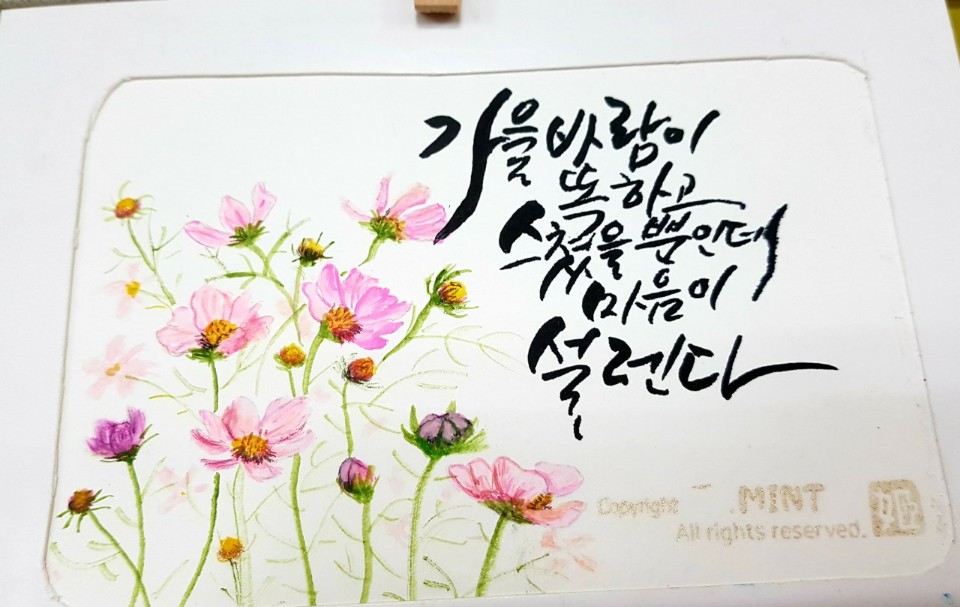 가을 바람이
똑 하고
스쳤을 뿐인데
마음이
설렌다
Copyright .MINT
All rights reserved.